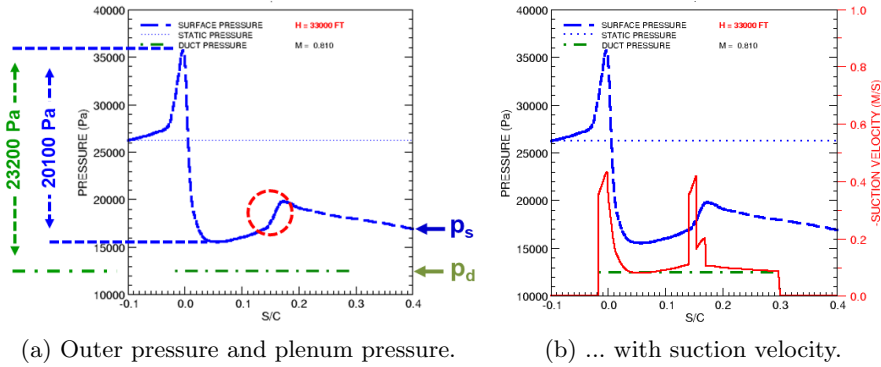 SURFACE PRESSURE
STATIC PRESSURE
DUCT PRESSURE
H = 33000 FT
M = 0.810
40000
35000
30000
25000
20000
15000
10000
PRESSURE (Pa)
23200 Pa
20100 Pa
-0.1
0.0
0.1
0.2
0.3
0.4
S/C
ps
pd
(a) Outer pressure and plenum pressure.
SURFACE PRESSURE
STATIC PRESSURE
DUCT PRESSURE
H = 33000 FT
M = 0.810
40000
35000
30000
25000
20000
15000
10000
PRESSURE (Pa)
1.0
0.8
0.6
0.4
0.2
0.0
-SUCTION VELOCITY (M/S)
-0.1
0.0
0.1
0.2
0.3
0.4
S/C
(b) ... with suction velocity.